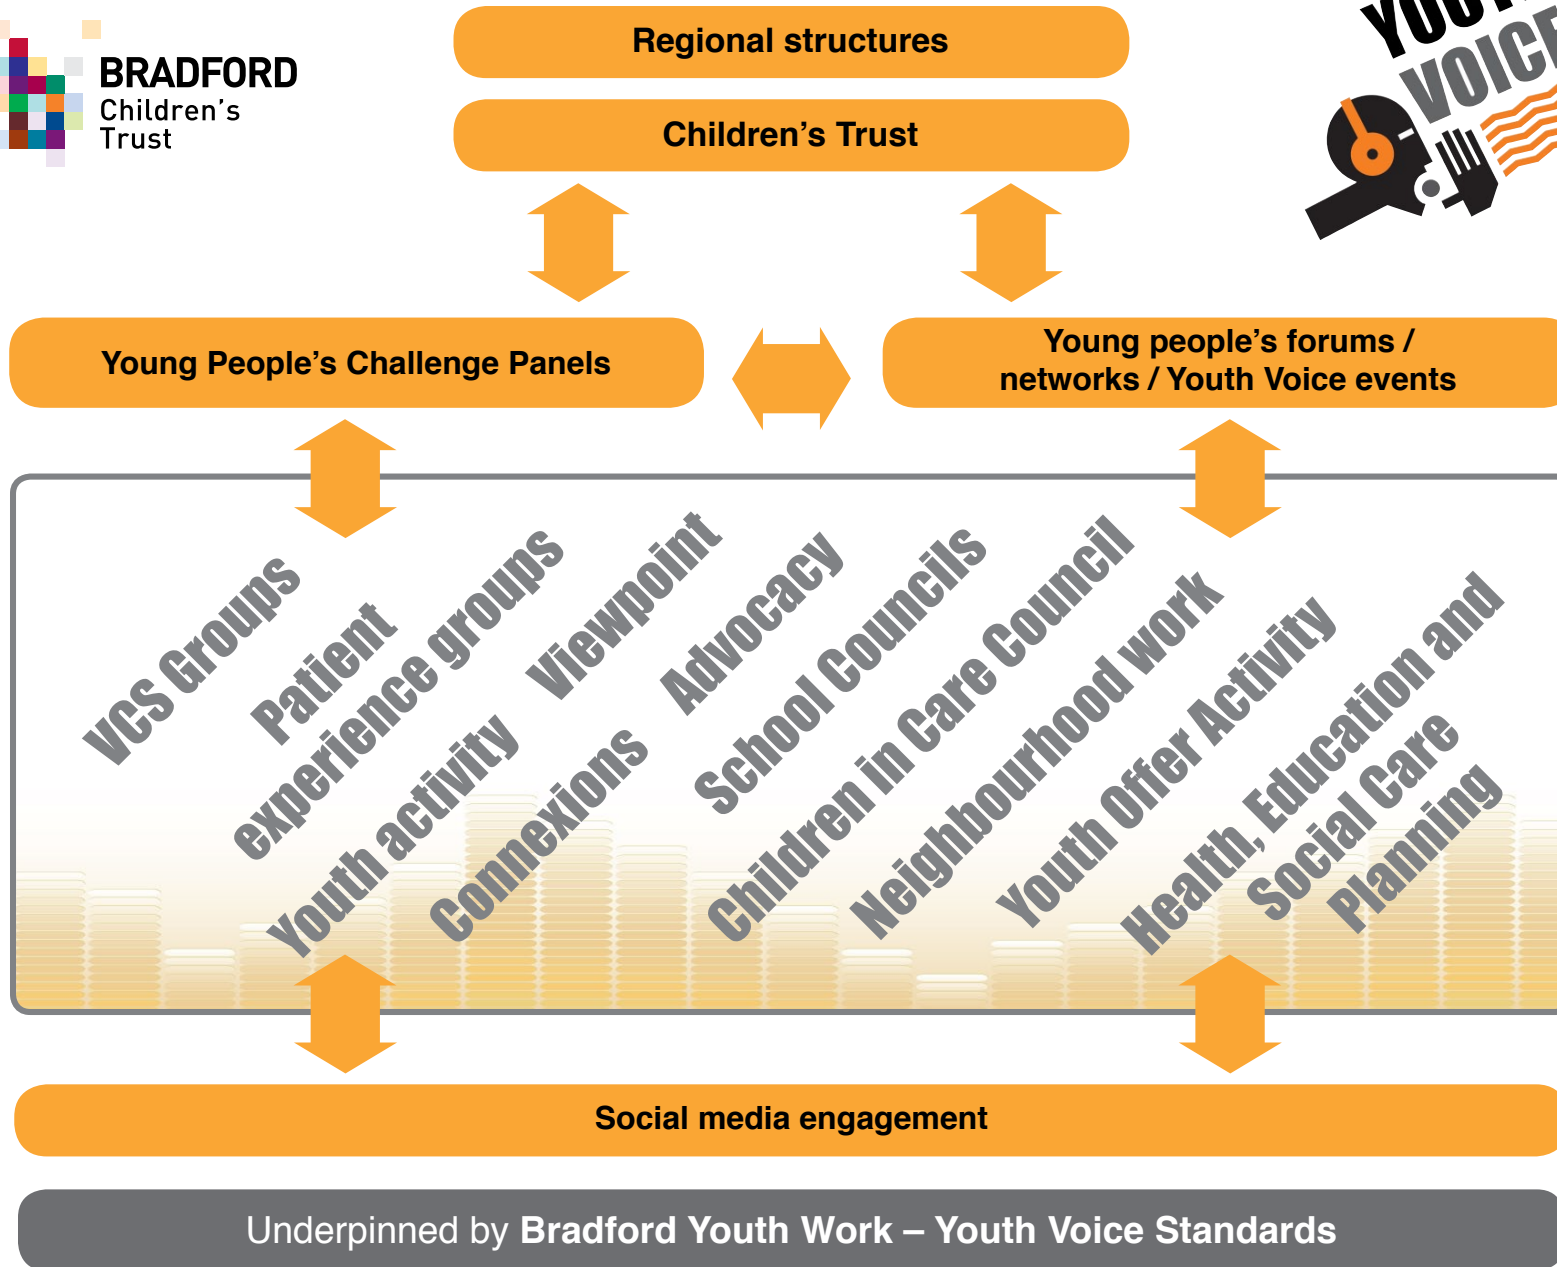 BRADFORD
Children's
Trust
VOICE
Regional structures
Children's Trust
Young People's Challenge Panels
Young people's forums /
networks / Youth Voice events
VCS Groups
Patient
experience groups
Youth activity
Viewpoint
Connexions
Advocacy
School Councils
Children in Care Council
Neighbourhood work
Youth Offer Activity
Health, Education and
Social Care
Planning
Social media engagement
Underpinned by Bradford Youth Work – Youth Voice Standards